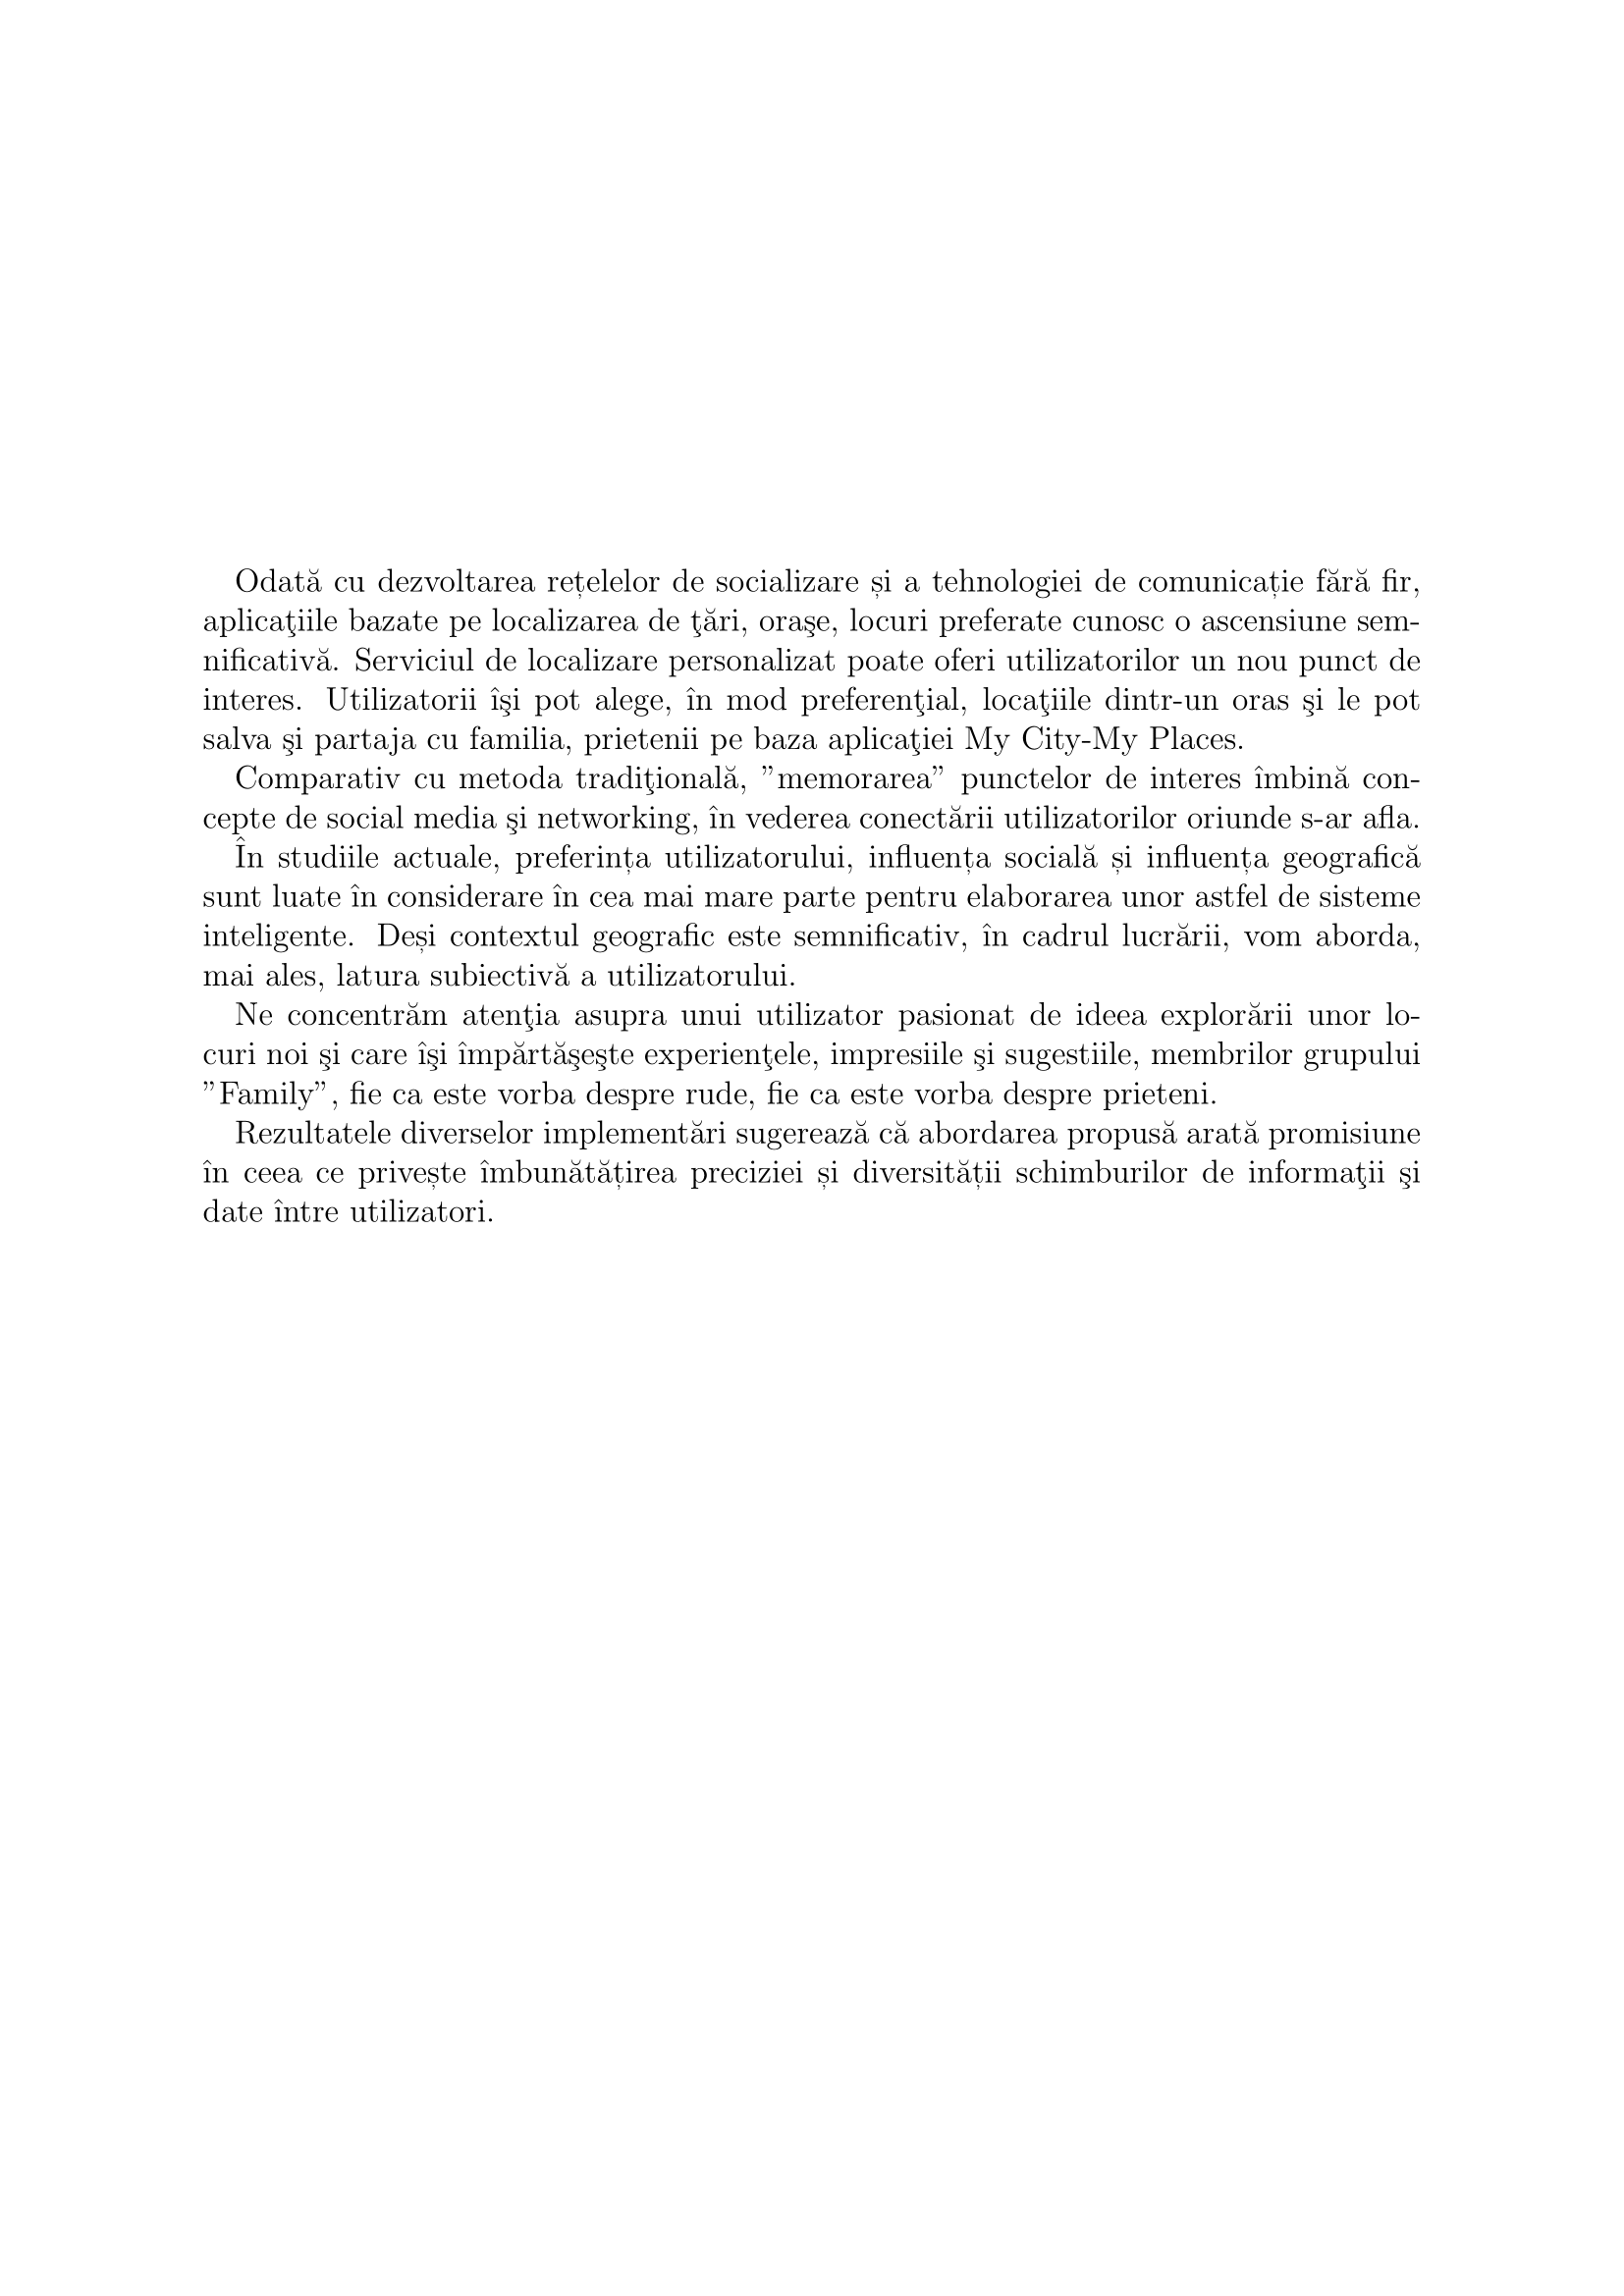 Odată cu dezvoltarea rețelelor de socializare și a tehnologiei de comunicație fără fir,
aplicaţiile bazate pe localizarea de ţări, oraşe, locuri preferate cunosc o ascensiune sem-
nificativă. Serviciul de localizare personalizat poate oferi utilizatorilor un nou punct de
interes. Utilizatorii îşi pot alege, în mod preferenţial, locaţiile dintr-un oras şi le pot
salva şi partaja cu familia, prietenii pe baza aplicaţiei My City-My Places.
Comparativ cu metoda tradiţională, ”memorarea” punctelor de interes îmbină con-
cepte de social media şi networking, în vederea conectării utilizatorilor oriunde s-ar afla.
În studiile actuale, preferința utilizatorului, influența socială și influența geografică
sunt luate în considerare în cea mai mare parte pentru elaborarea unor astfel de sisteme
inteligente. Deși contextul geografic este semnificativ, în cadrul lucrării, vom aborda,
mai ales, latura subiectivă a utilizatorului.
Ne concentrăm atenţia asupra unui utilizator pasionat de ideea explorării unor lo-
curi noi şi care îşi împărtăşeşte experienţele, impresiile şi sugestiile, membrilor grupului
”Family”, fie ca este vorba despre rude, fie ca este vorba despre prieteni.
Rezultatele diverselor implementări sugerează că abordarea propusă arată promisiune
în ceea ce privește îmbunătățirea preciziei și diversității schimburilor de informaţii şi
date între utilizatori.